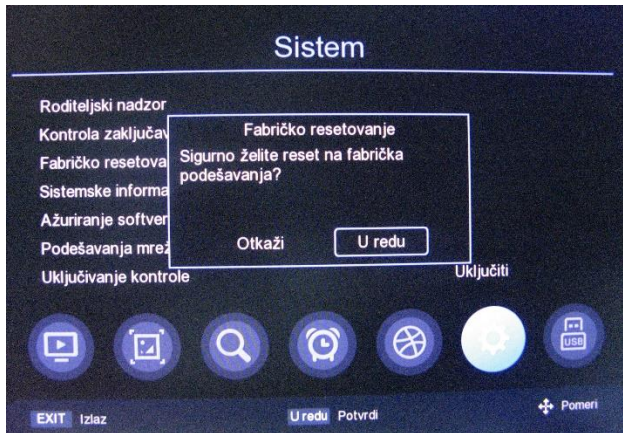 Sistem
Roditeljski nadzor
Kontrola zaključav
Fabričko resetova
Sistemske informa
Ažuriranje softver
Podešavanja mrež
Uključivanje kontrole
Uključiti
Fabričko resetovanje
Sigurno želite reset na fabrička
podešavanja?
Otkaži
U redu
USB
EXIT Izlaz
U redu Potvrdi
Pomeri